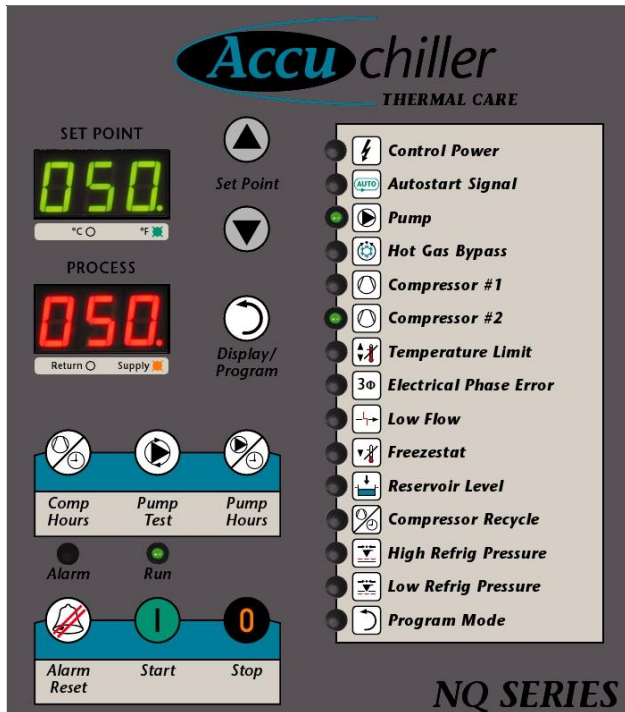 Accuchiller
THERMAL CARE
SET POINT
050.
°C °F
Set Point
PROCESS
050.
Return Supply
Display/
Program
Control Power
AUTO Autostart Signal
Pump
Hot Gas Bypass
Compressor #1
Compressor #2
Temperature Limit
3Φ Electrical Phase Error
Low Flow
Freezestat
Reservoir Level
Compressor Recycle
High Refrig Pressure
Low Refrig Pressure
Program Mode
Comp
Hours
Pump
Test
Pump
Hours
Alarm
Run
Alarm
Reset
I
Start
0
Stop
NQ SERIES